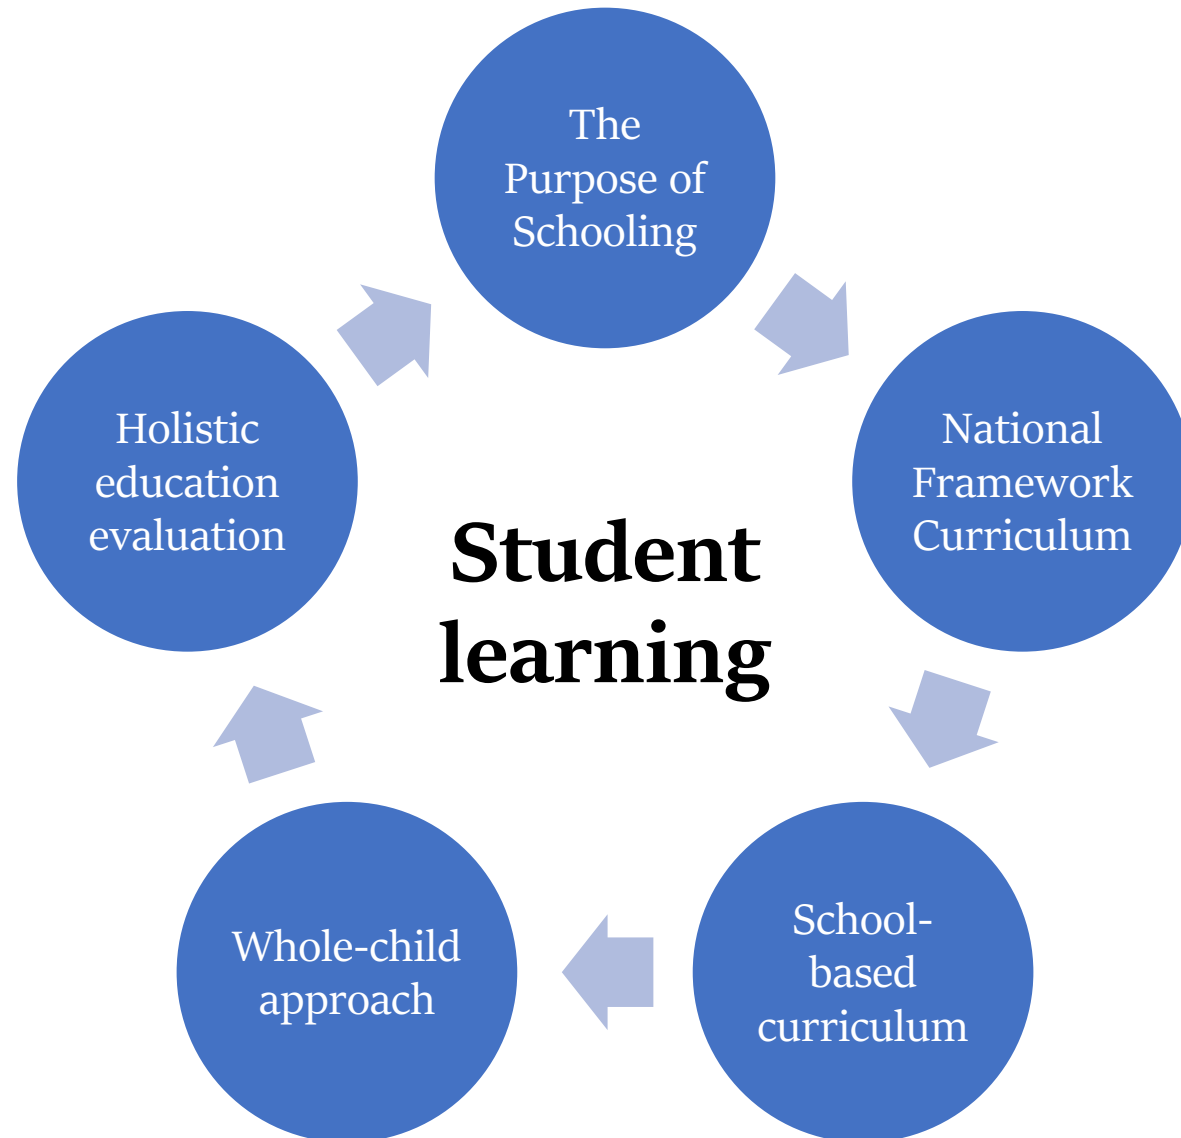 The
Purpose of
Schooling
National
Framework
Curriculum
School-
based
curriculum
Whole-child
approach
Holistic
education
evaluation
Student
learning